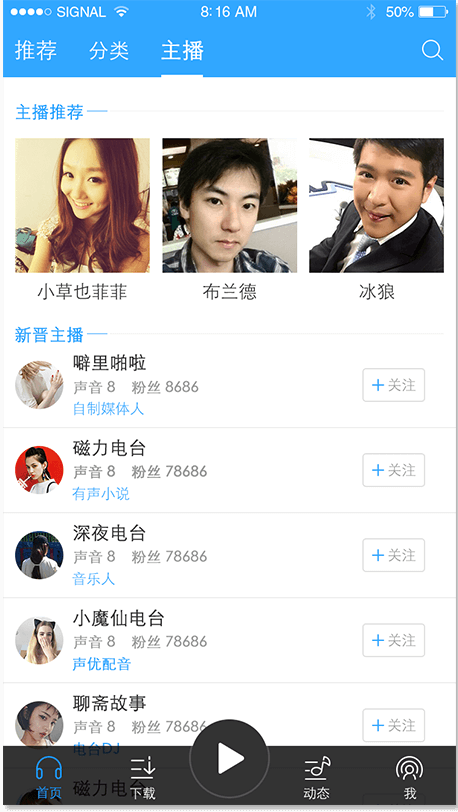 SIGNAL 8:16 AM 50%
推荐 分类 主播
主播推荐
小草也菲菲 布兰德 冰狼
新晋主播
噼里啪啦
声音 8 粉丝 8686
+关注
自制媒体人
磁力电台
声音 8 粉丝 78686
+关注
有声小说
深夜电台
声音 8 粉丝 78686
+关注
音乐人
小魔仙电台
声音 8 粉丝 78686
+关注
声优配音
聊斋故事
声音 8 粉丝 78686
+关注
电台DJ
磁力电台
首页 下载 动态 我